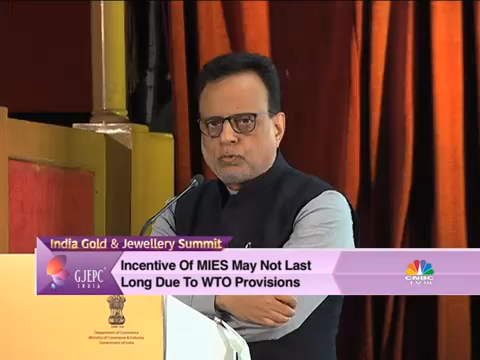 India Gold & Jewellery Summit
GJEPC
INDIA
Incentive Of MIES May Not Last
Long Due To WTO Provisions
CNBC
TV18
Department of Commerce
Ministry of Commerce & Industry
Government of India